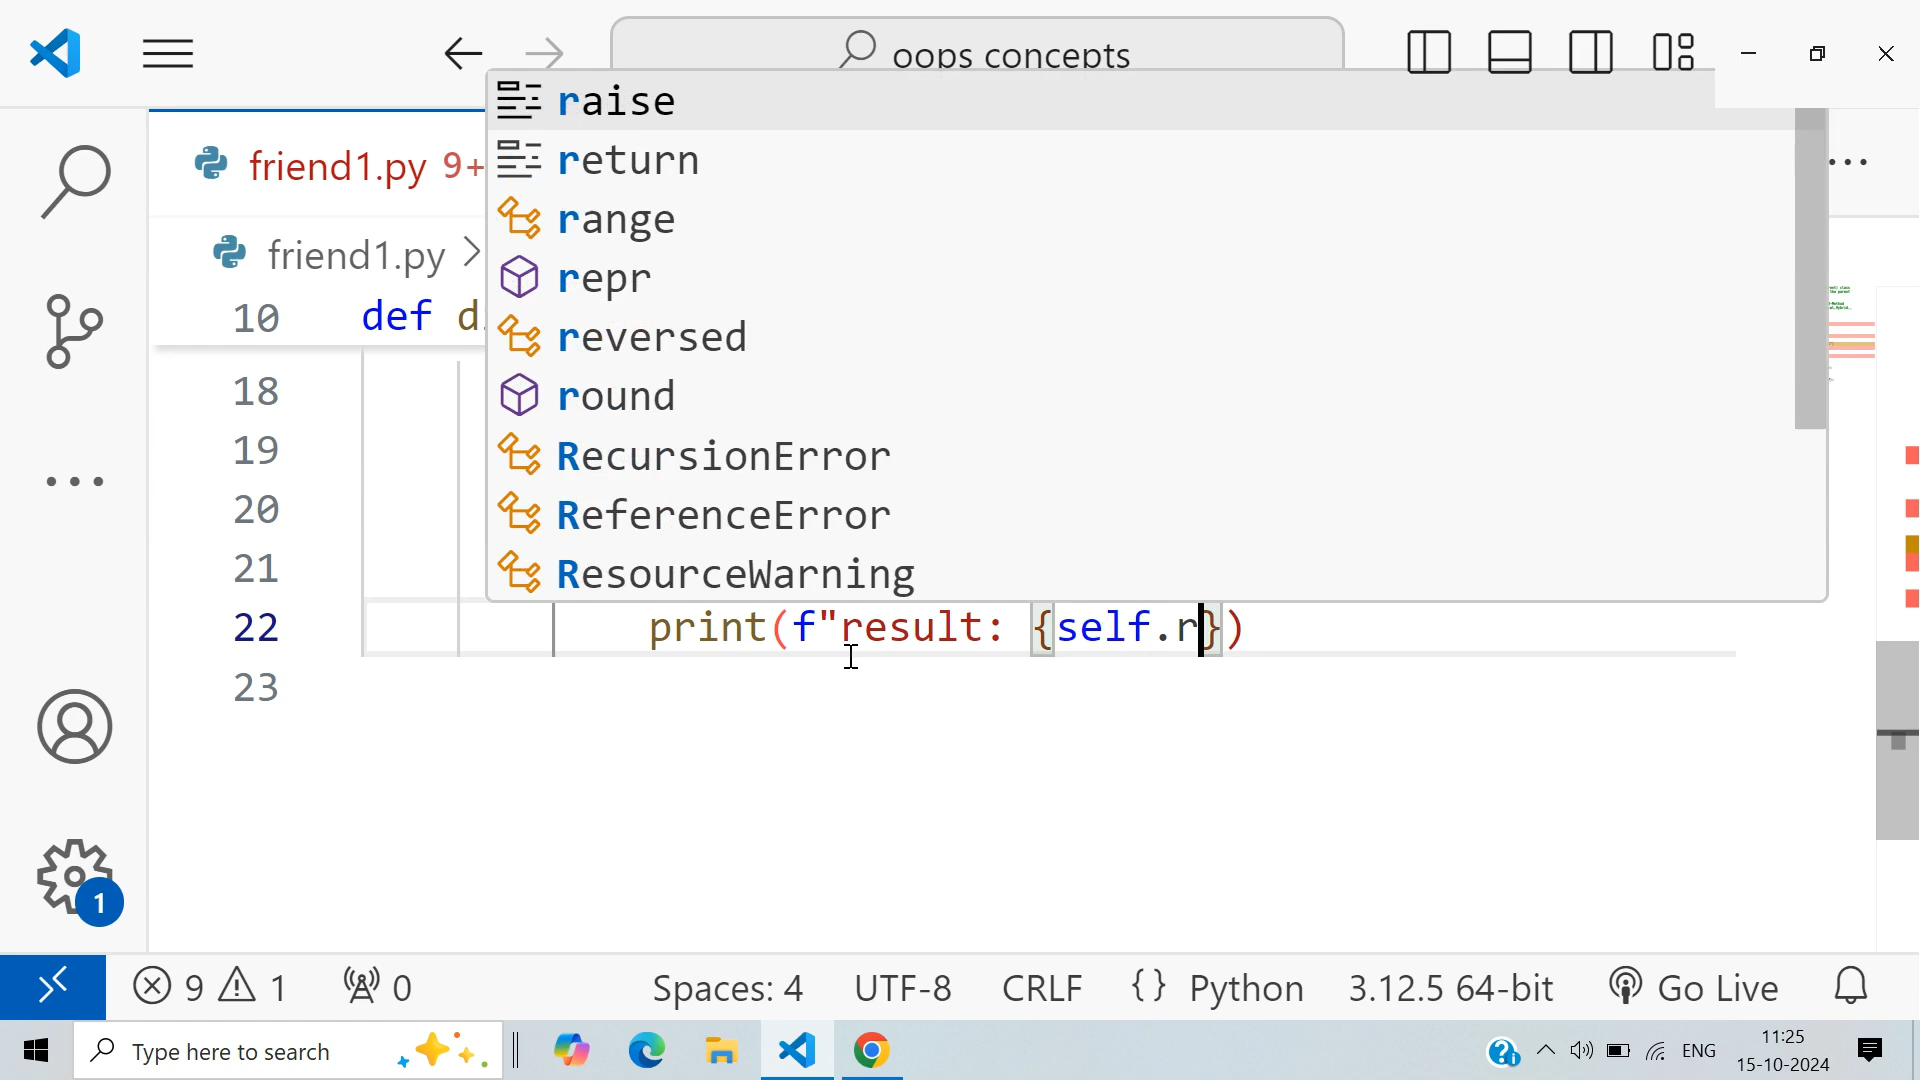 oops concepts
friend1.py 9+
friend1.py >
raise
return
range
repr
reversed
round
RecursionError
ReferenceError
ResourceWarning
10 def d
18
19
20
21
22 print(f"result: {self.r})
23
1
9 1 0 Spaces: 4 UTF-8 CRLF {} Python 3.12.5 64-bit Go Live
Type here to search
ENG
11:25
15-10-2024